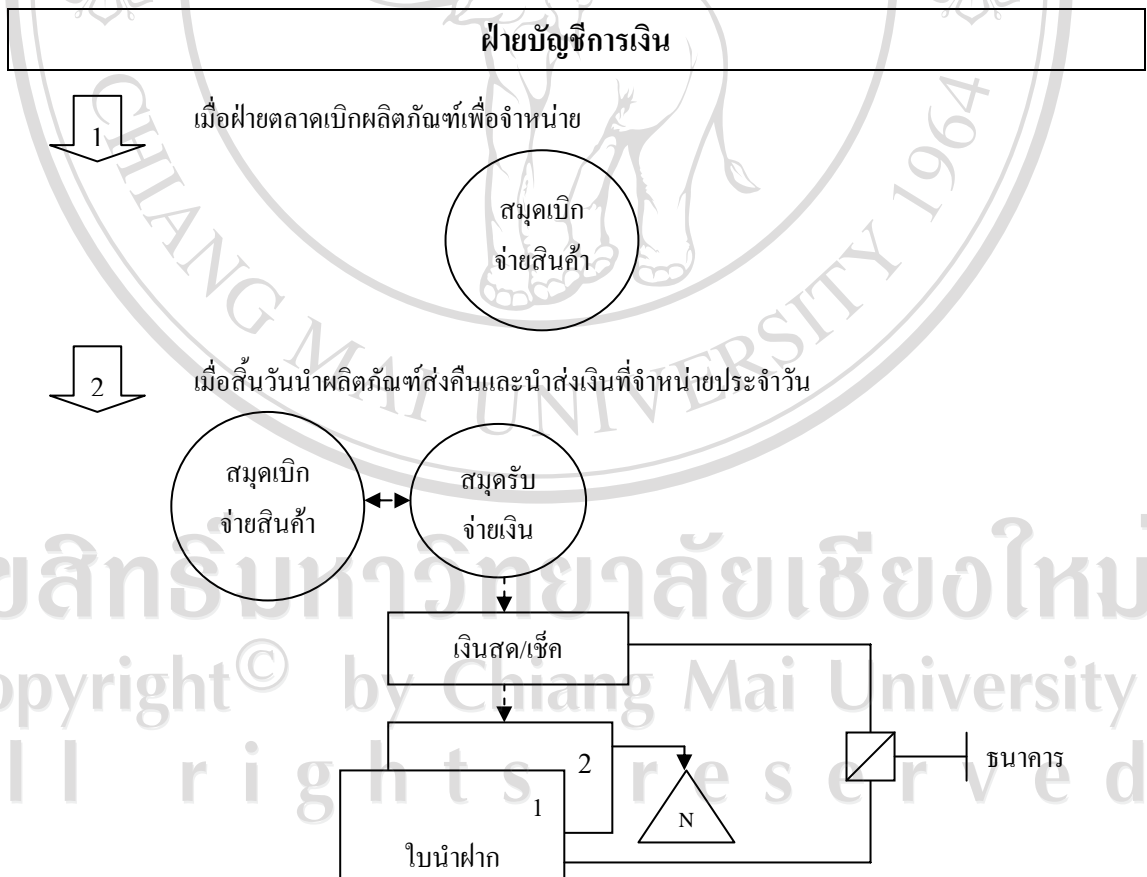 ฝ่ายบัญชีการเงิน
1
เมื่อฝ่ายตลาดเบิกผลิตภัณฑ์เพื่อจำหน่าย
สมุดเบิก
จ่ายสินค้า
2
เมื่อสิ้นวันนำผลิตภัณฑ์ส่งคืนและนำส่งเงินที่จำหน่ายประจำวัน
สมุดเบิก
จ่ายสินค้า
สมุดรับ
จ่ายเงิน
เงินสด/เช็ค
2
1
ใบนำฝาก
N
ธนาคาร
CHIANG MAI UNIVERSITY 1964
ยสิทธิ์มหาวิทยาลัยเชียงใหม่
opyright© by Chiang Mai University
ll rights reserved